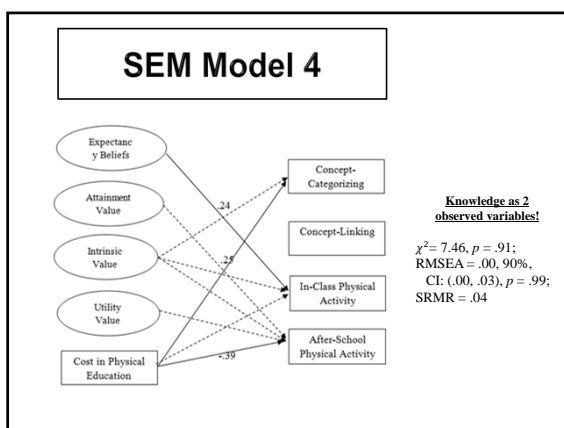 SEM Model 4
Expectanc
y Beliefs
Attainment
Value
Intrinsic
Value
Utility
Value
Cost in Physical
Education
.24
.25
-.39
Concept-
Categorizing
Concept-Linking
In-Class Physical
Activity
After-School
Physical Activity
Knowledge as 2
observed variables!
χ²= 7.46, p = .91;
RMSEA = .00, 90%,
CI: (.00, .03), p = .99;
SRMR = .04